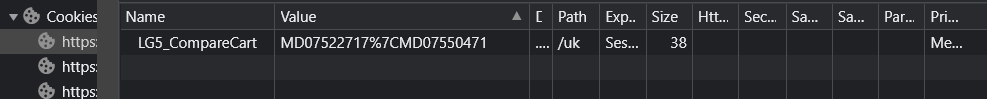 Cookies
https:
https:
https:
Name Value D Path Exp... Size Htt... Sec... Sa... Sa... Par... Pri...
LG5_CompareCart MD07522717%7CMD07550471 ... /uk Ses... 38 Me...